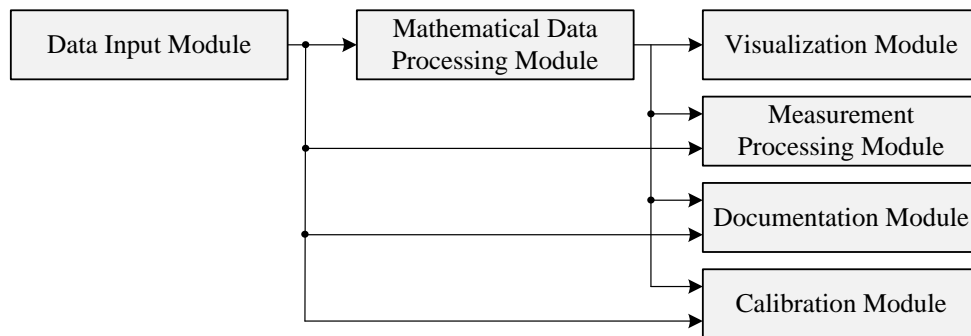 Data Input Module
Mathematical Data
Processing Module
Visualization Module
Measurement
Processing Module
Documentation Module
Calibration Module